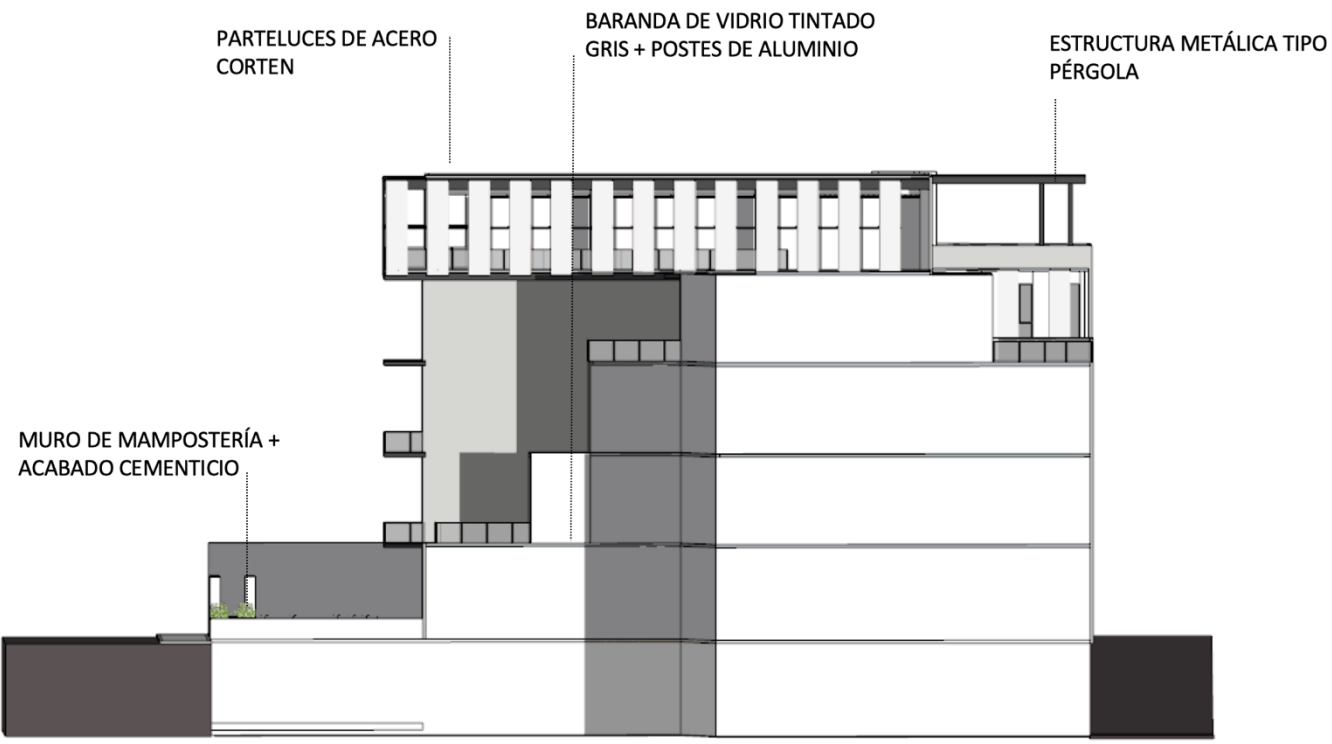 PARTELUCES DE ACERO
CORTEN
BARANDA DE VIDRIO TINTADO
GRIS + POSTES DE ALUMINIO
ESTRUCTURA METÁLICA TIPO
PÉRGOLA
MURO DE MAMPOSTERÍA +
ACABADO CEMENTICIO